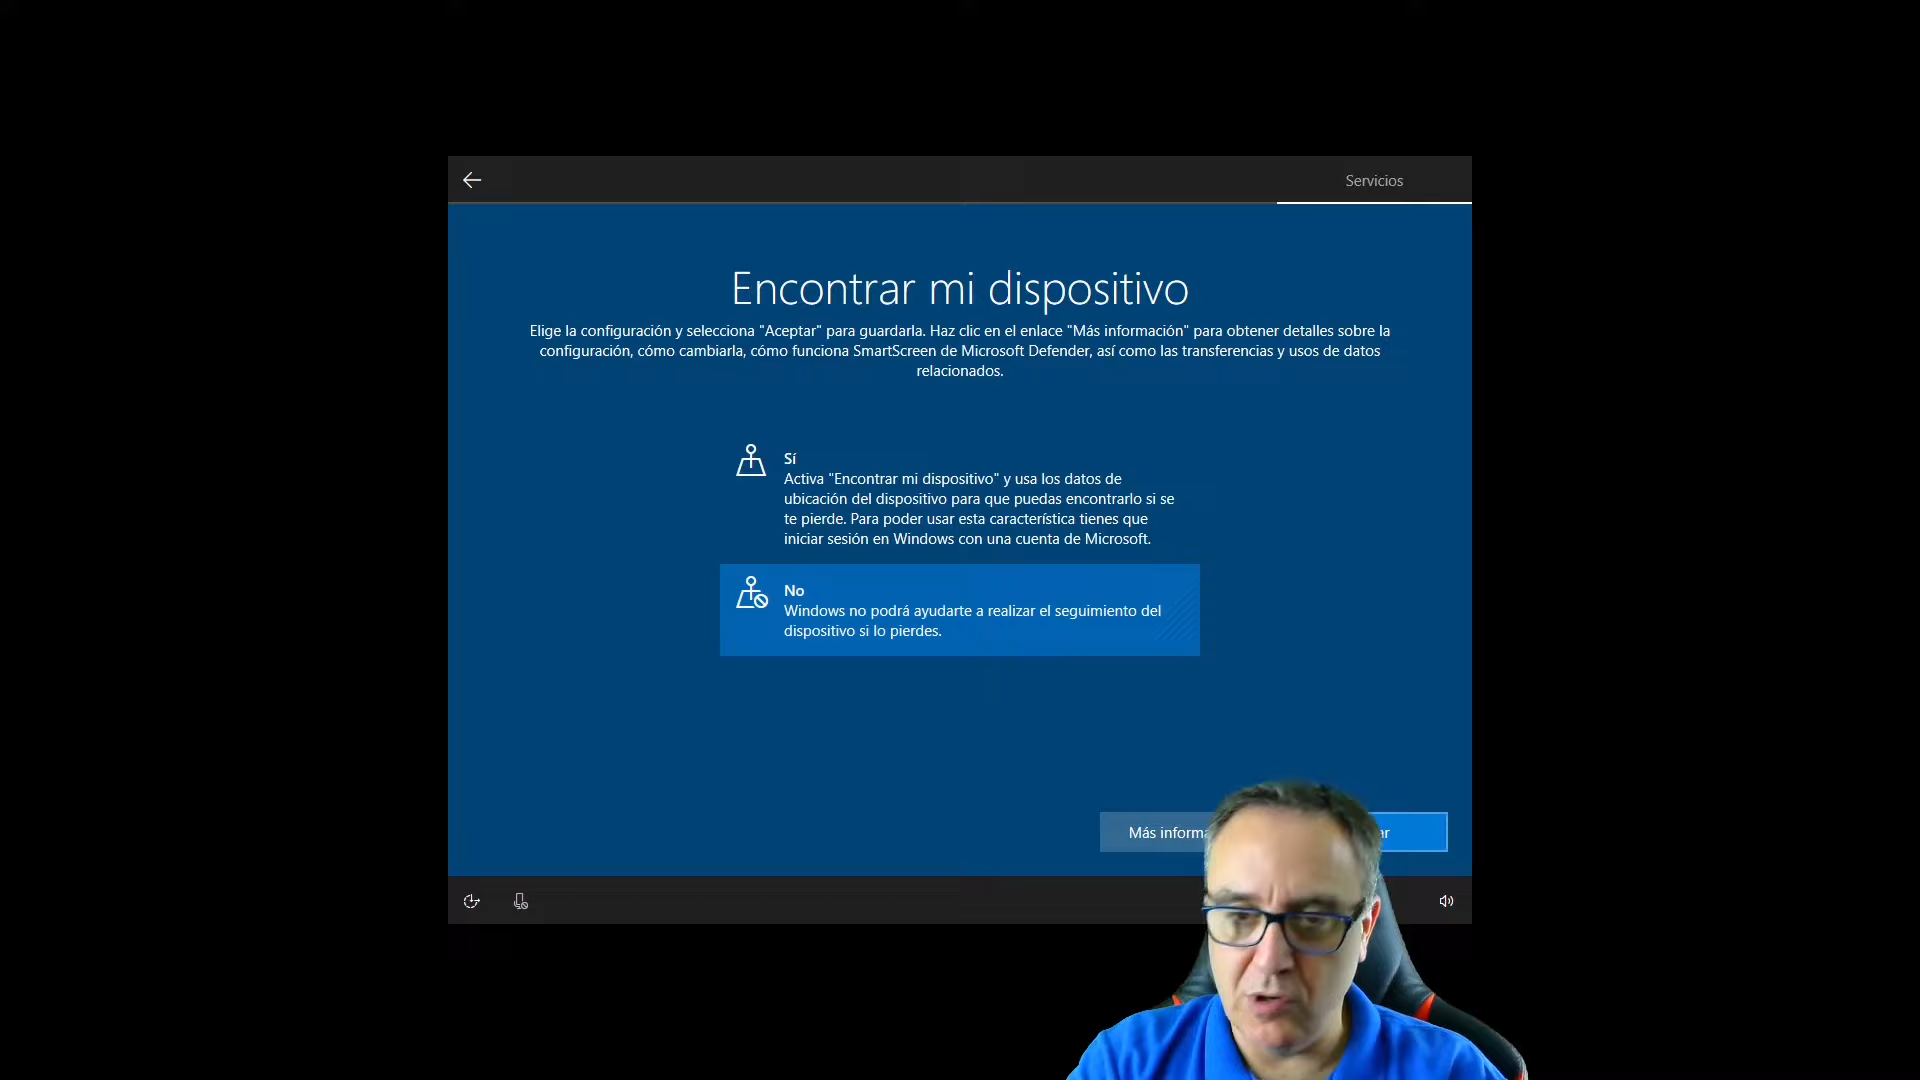 Servicios
Encontrar mi dispositivo
Elige la configuración y selecciona "Aceptar" para guardarla. Haz clic en el enlace "Más información" para obtener detalles sobre la
configuración, cómo cambiarla, cómo funciona SmartScreen de Microsoft Defender, así como las transferencias y usos de datos
relacionados.
Sí
Activa "Encontrar mi dispositivo" y usa los datos de
ubicación del dispositivo para que puedas encontrarlo si se
te pierde. Para poder usar esta característica tienes que
iniciar sesión en Windows con una cuenta de Microsoft.
No
Windows no podrá ayudarte a realizar el seguimiento del
dispositivo si lo pierdes.
Más